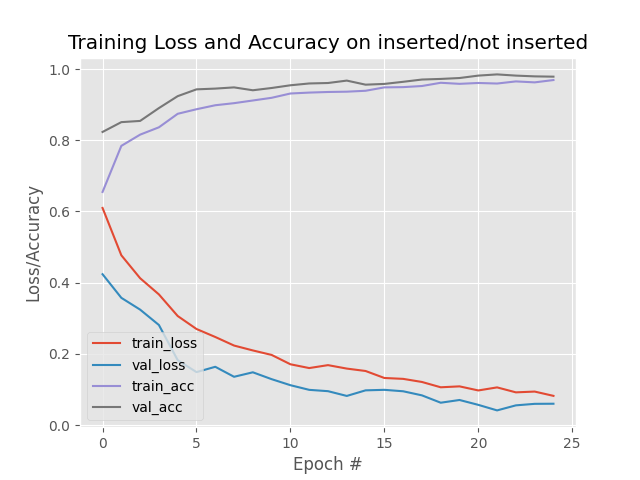 Training Loss and Accuracy on inserted/not inserted
1.0
0.8
0.6
0.4
0.2
0.0
Loss/Accuracy
train_loss
val_loss
train_acc
val_acc
0 5 10 15 20 25
Epoch #